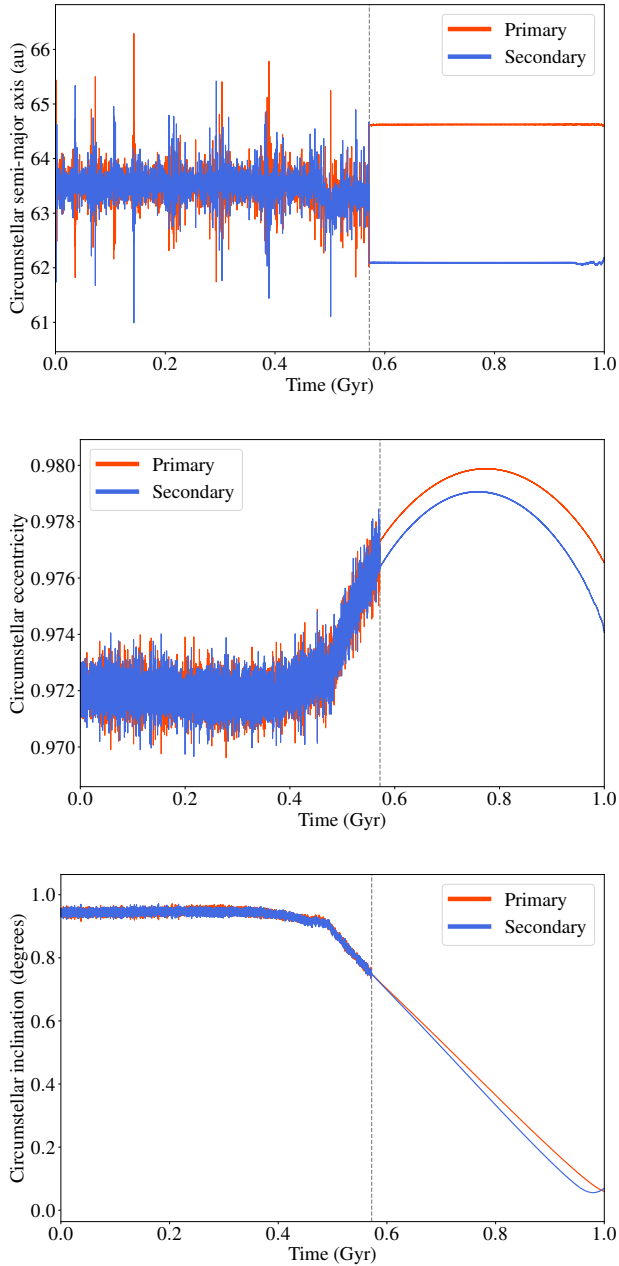 Circumstellar semi-major axis (au)
66
65
64
63
62
61
Primary
Secondary
0.0 0.2 0.4 0.6 0.8 1.0
Time (Gyr)
Circumstellar eccentricity
0.980
0.978
0.976
0.974
0.972
0.970
Primary
Secondary
0.0 0.2 0.4 0.6 0.8 1.0
Time (Gyr)
Circumstellar inclination (degrees)
1.0
0.8
0.6
0.4
0.2
0.0
Primary
Secondary
0.0 0.2 0.4 0.6 0.8 1.0
Time (Gyr)